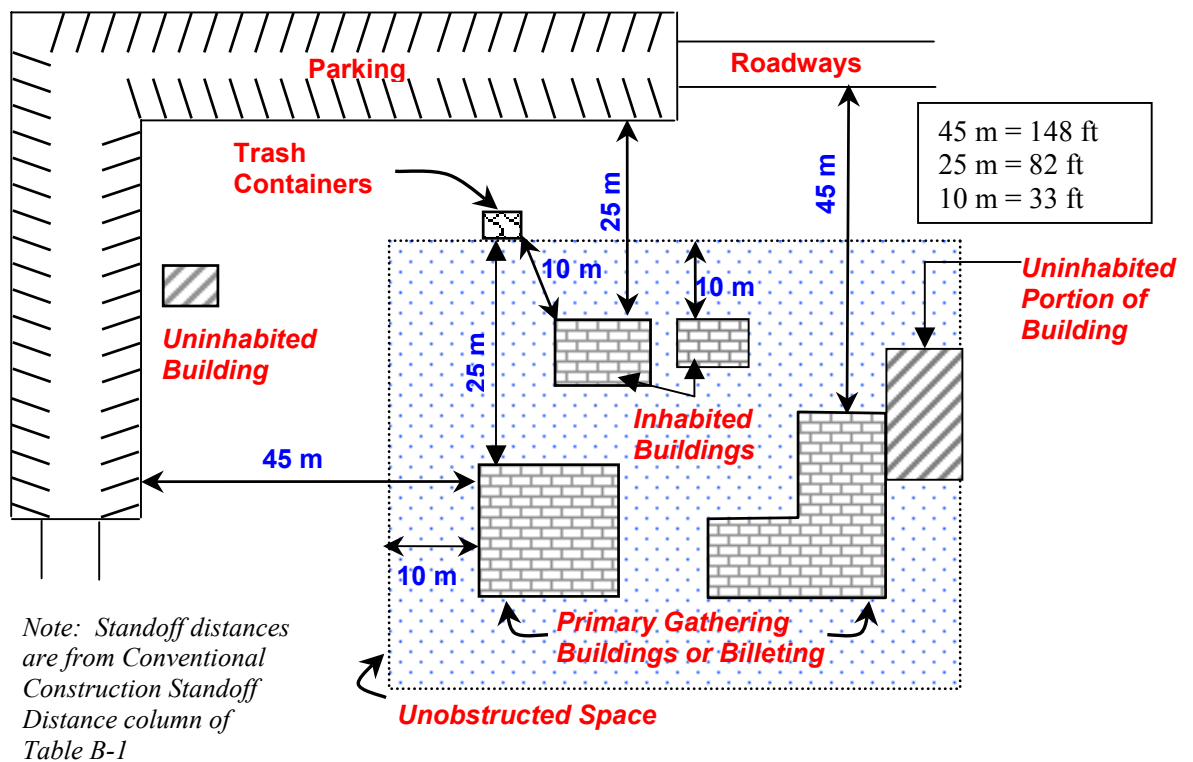 Parking
Roadways
45 m = 148 ft
25 m = 82 ft
10 m = 33 ft
Trash
Containers
25 m
45 m
10 m
10 m
Uninhabited
Portion of
Building
Uninhabited
Building
25 m
Inhabited
Buildings
45 m
10 m
Primary Gathering
Buildings or Billeting
Unobstructed Space
Note: Standoff distances
are from Conventional
Construction Standoff
Distance column of
Table B-1